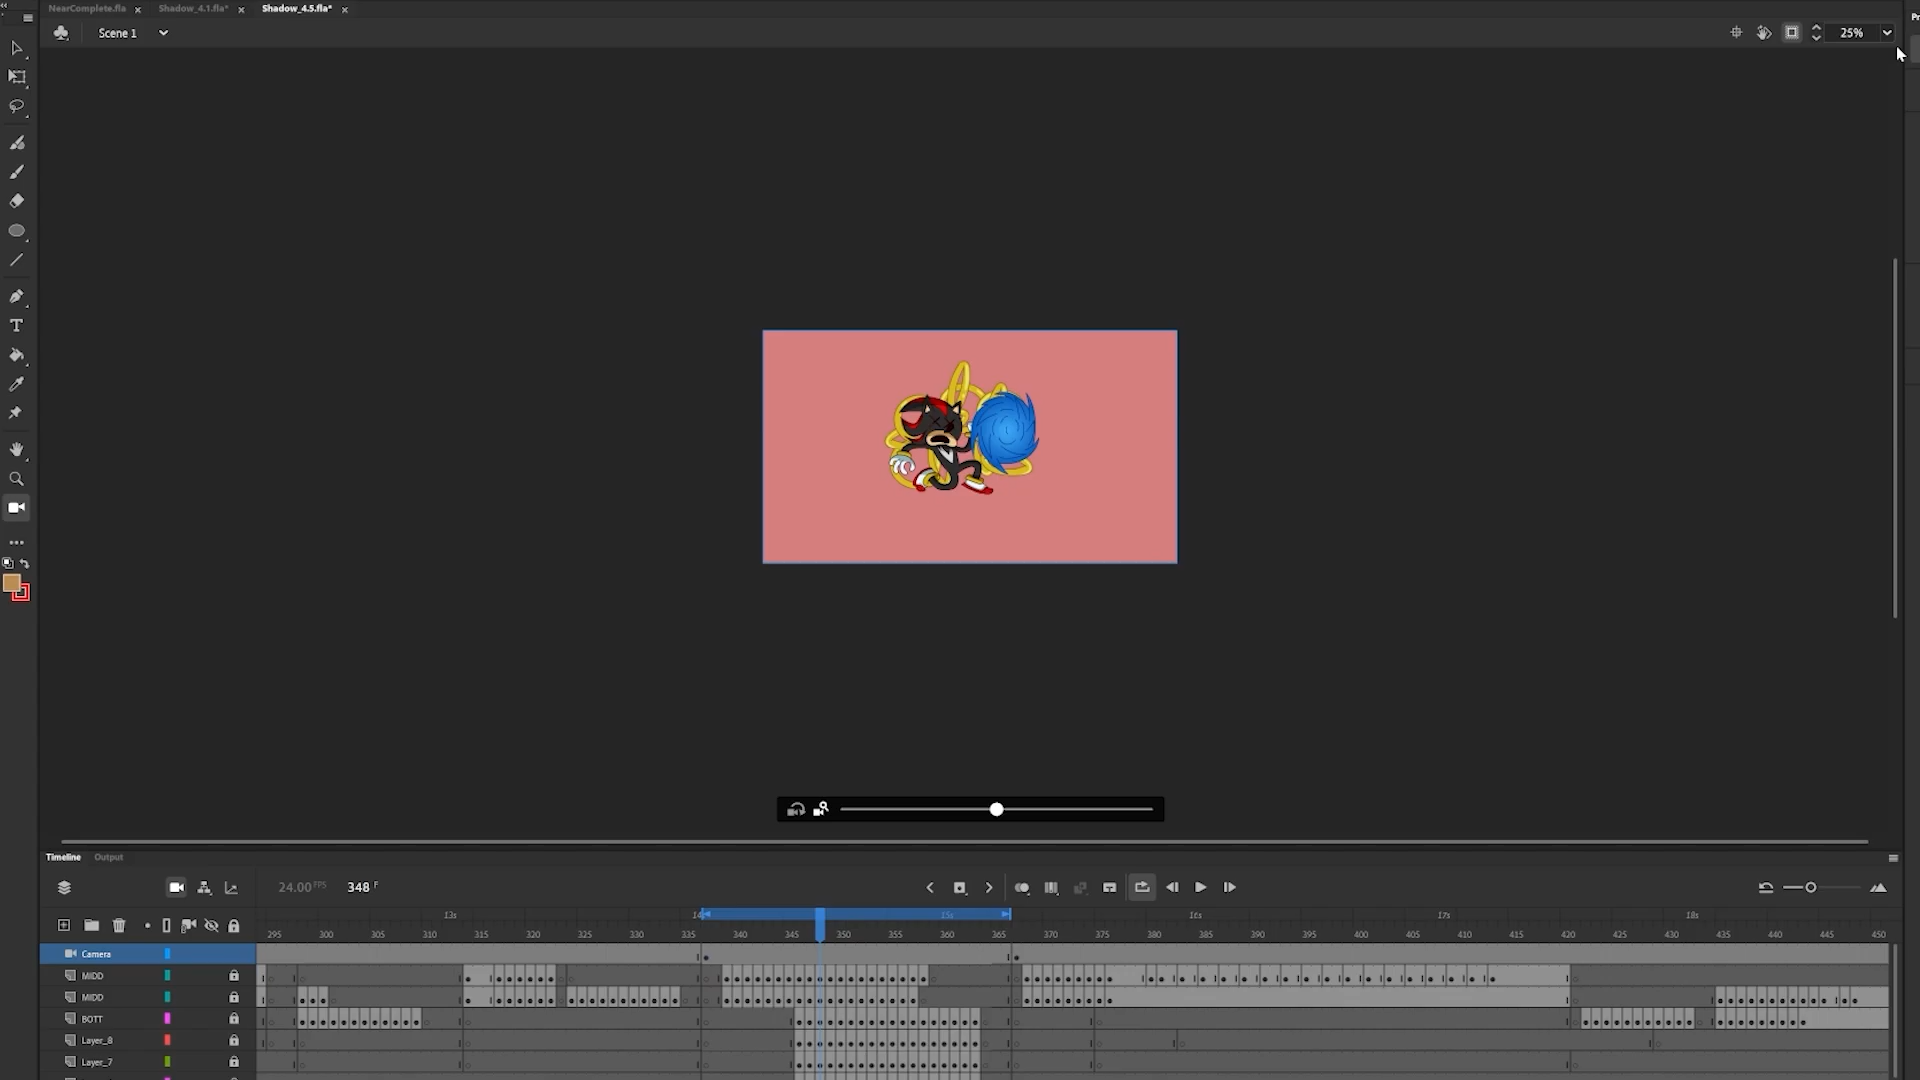 NearComplete.fla
Shadow_4.1.fla*
Shadow_4.5.fla*
Pr
Scene 1
25%
Timeline
Output
24.00 FPS
348 F
13s
14
15s
16s
17s
18s
295 300 305 310 315 320 325 330 335 340 345 350 355 360 365 370 375 380 385 390 395 400 405 410 415 420 425 430 435 440 445 450
Camera
MIDD
MIDD
BOTT
Layer_8
Layer_7